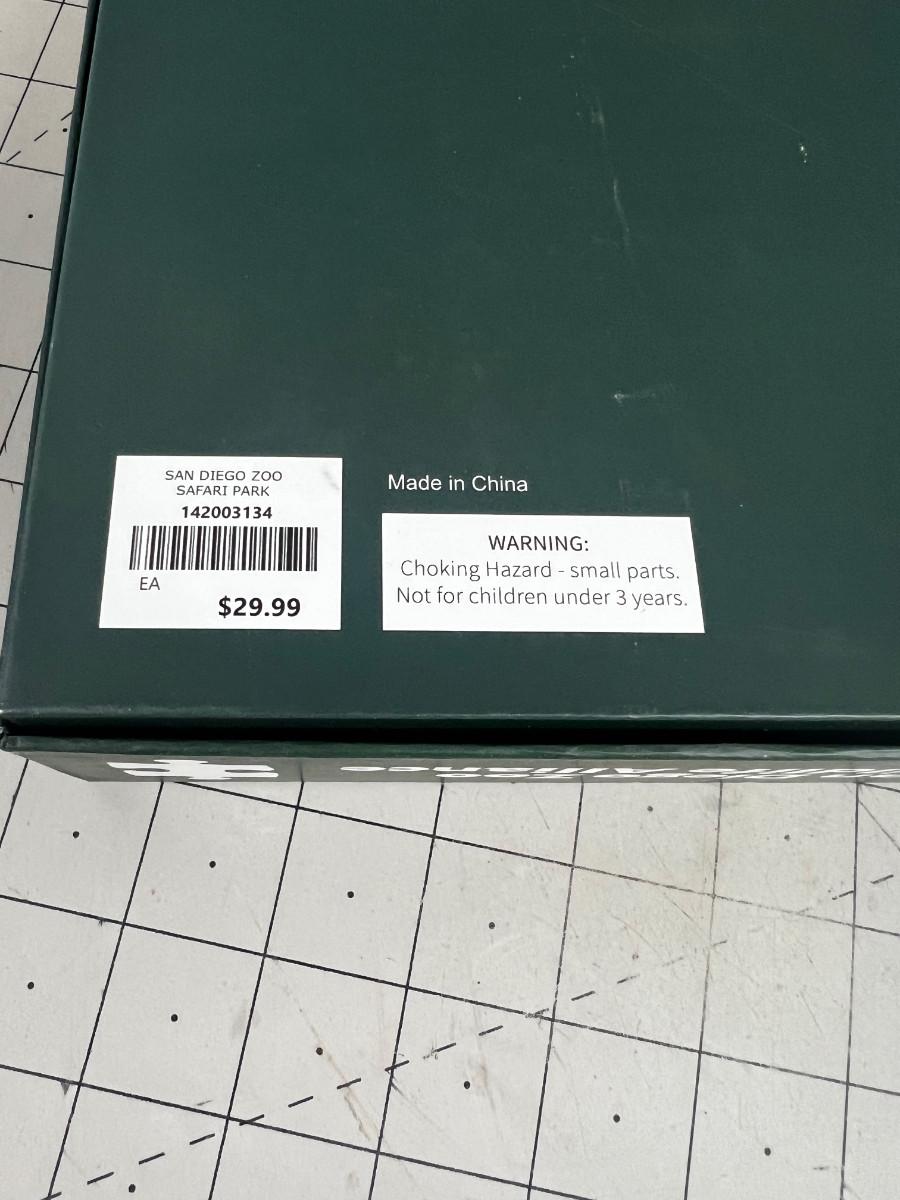 SAN DIEGO ZOO
SAFARI PARK
142003134
EA
$29.99
Made in China
WARNING:
Choking Hazard - small parts.
Not for children under 3 years.
Alliance